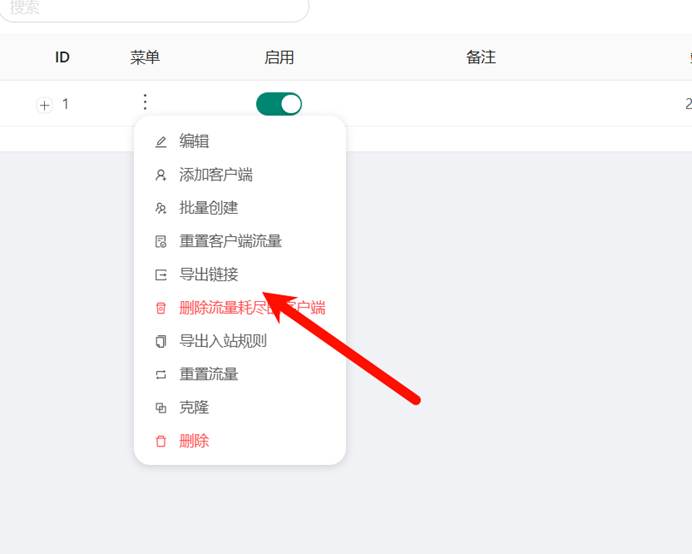 搜索
ID 菜单 启用 备注
1
编辑
添加客户端
批量创建
重置客户端流量
导出链接
删除流量耗尽的客户端
导出入站规则
重置流量
克隆
删除